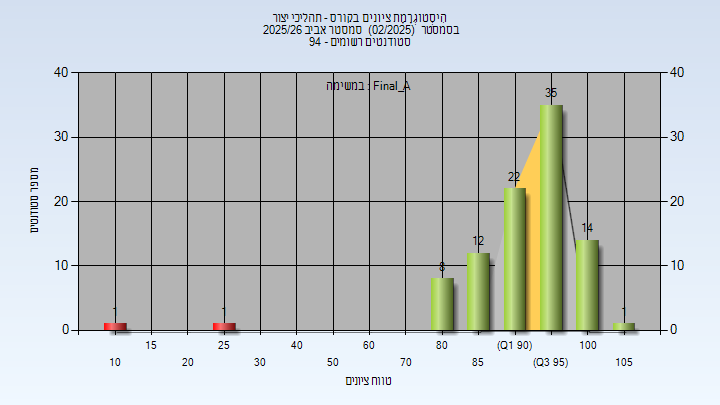 היסטוגרמת ציונים בקורס - תהליכי יצור
בסמסטר (02/2025) סמסטר אביב 2025/26
סטודנטים רשומים - 94
במשימה : Final_A
40 40
30 30
20 20
10 10
0 0
מספר סטודנטים
1 1 8 12 22 35 14 1
15 25 40 50 60 80 (Q1 90) 100
10 20 30 50 70 85 (Q3 95) 105
טווח ציונים